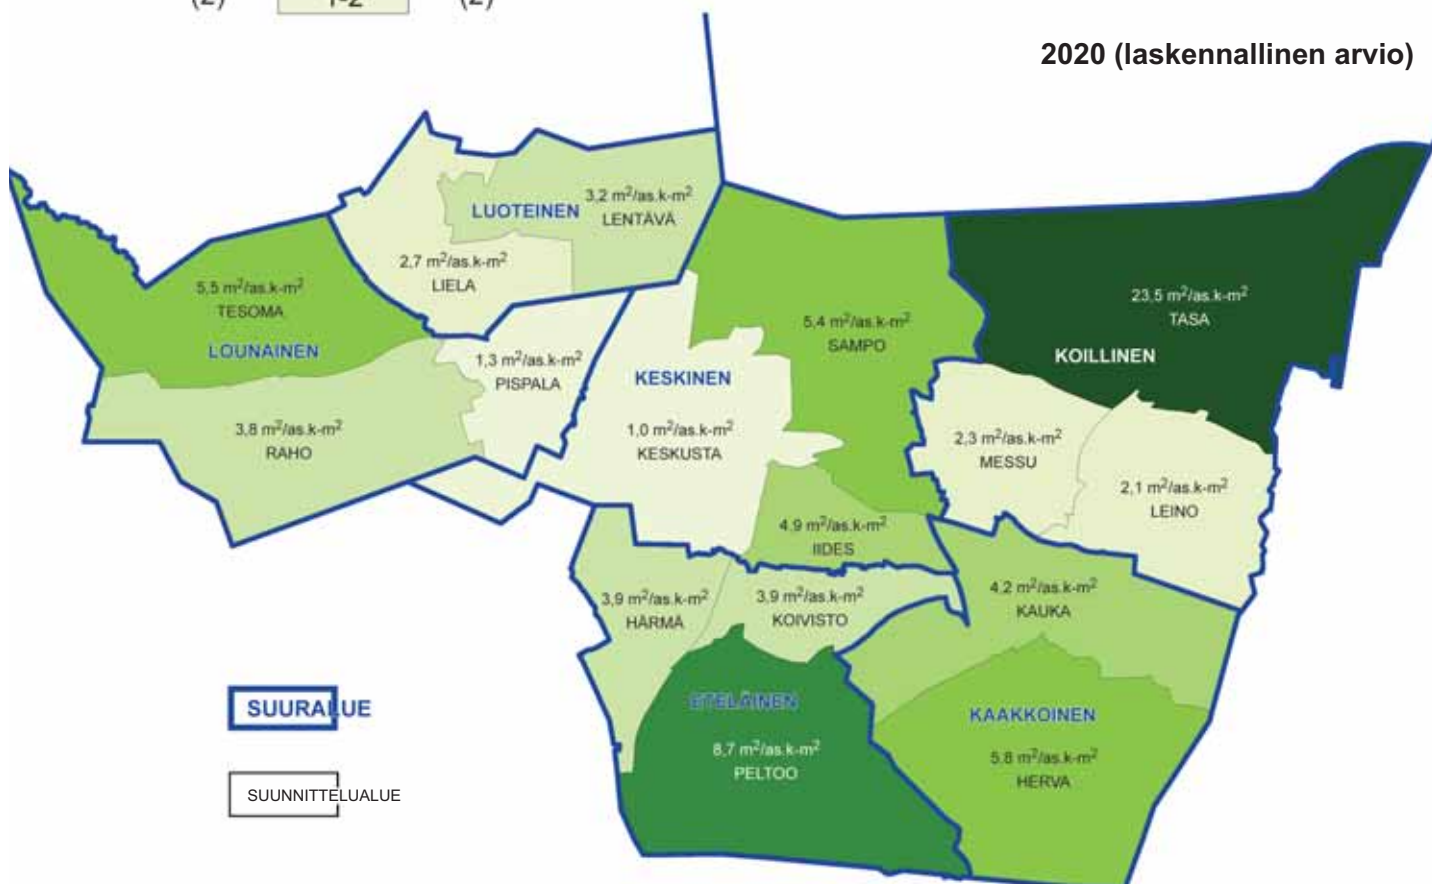 (2) 1-2 (2)
2020 (laskennallinen arvio)
3,2 m²/as.k-m²
LENTÄVÄ
LUOTEINEN
2,7 m²/as.k-m²
LIELA
5,5 m²/as.k-m²
TESOMA
LOUNAINEN
3,8 m²/as.k-m²
RAHO
1,3 m²/as.k-m²
PISPALA
KESKINEN
1,0 m²/as.k-m²
KESKUSTA
5,4 m²/as.k-m²
SAMPO
4,9 m²/as.k-m²
IIDES
23,5 m²/as.k-m²
TASA
KOILLINEN
2,3 m²/as.k-m²
MESSU
2,1 m²/as.k-m²
LEINO
3,9 m²/as.k-m²
HÄRMÄ
3,9 m²/as.k-m²
KOIVISTO
ETELÄINEN
8,7 m²/as.k-m²
PELTOO
4,2 m²/as.k-m²
KAUKA
KAAKKOINEN
5,8 m²/as.k-m²
HERVA
SUURALUE
SUUNNITTELUALUE